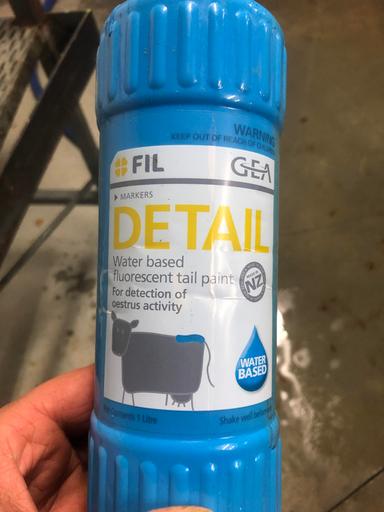 WARNING
KEEP OUT OF REACH OF
FIL
GEA
MARKERS
DETAIL
Water based
fluorescent tail paint
For detection of
oestrus activity
NZ
WATER
BASED
Contents 1 Litre
Shake well before